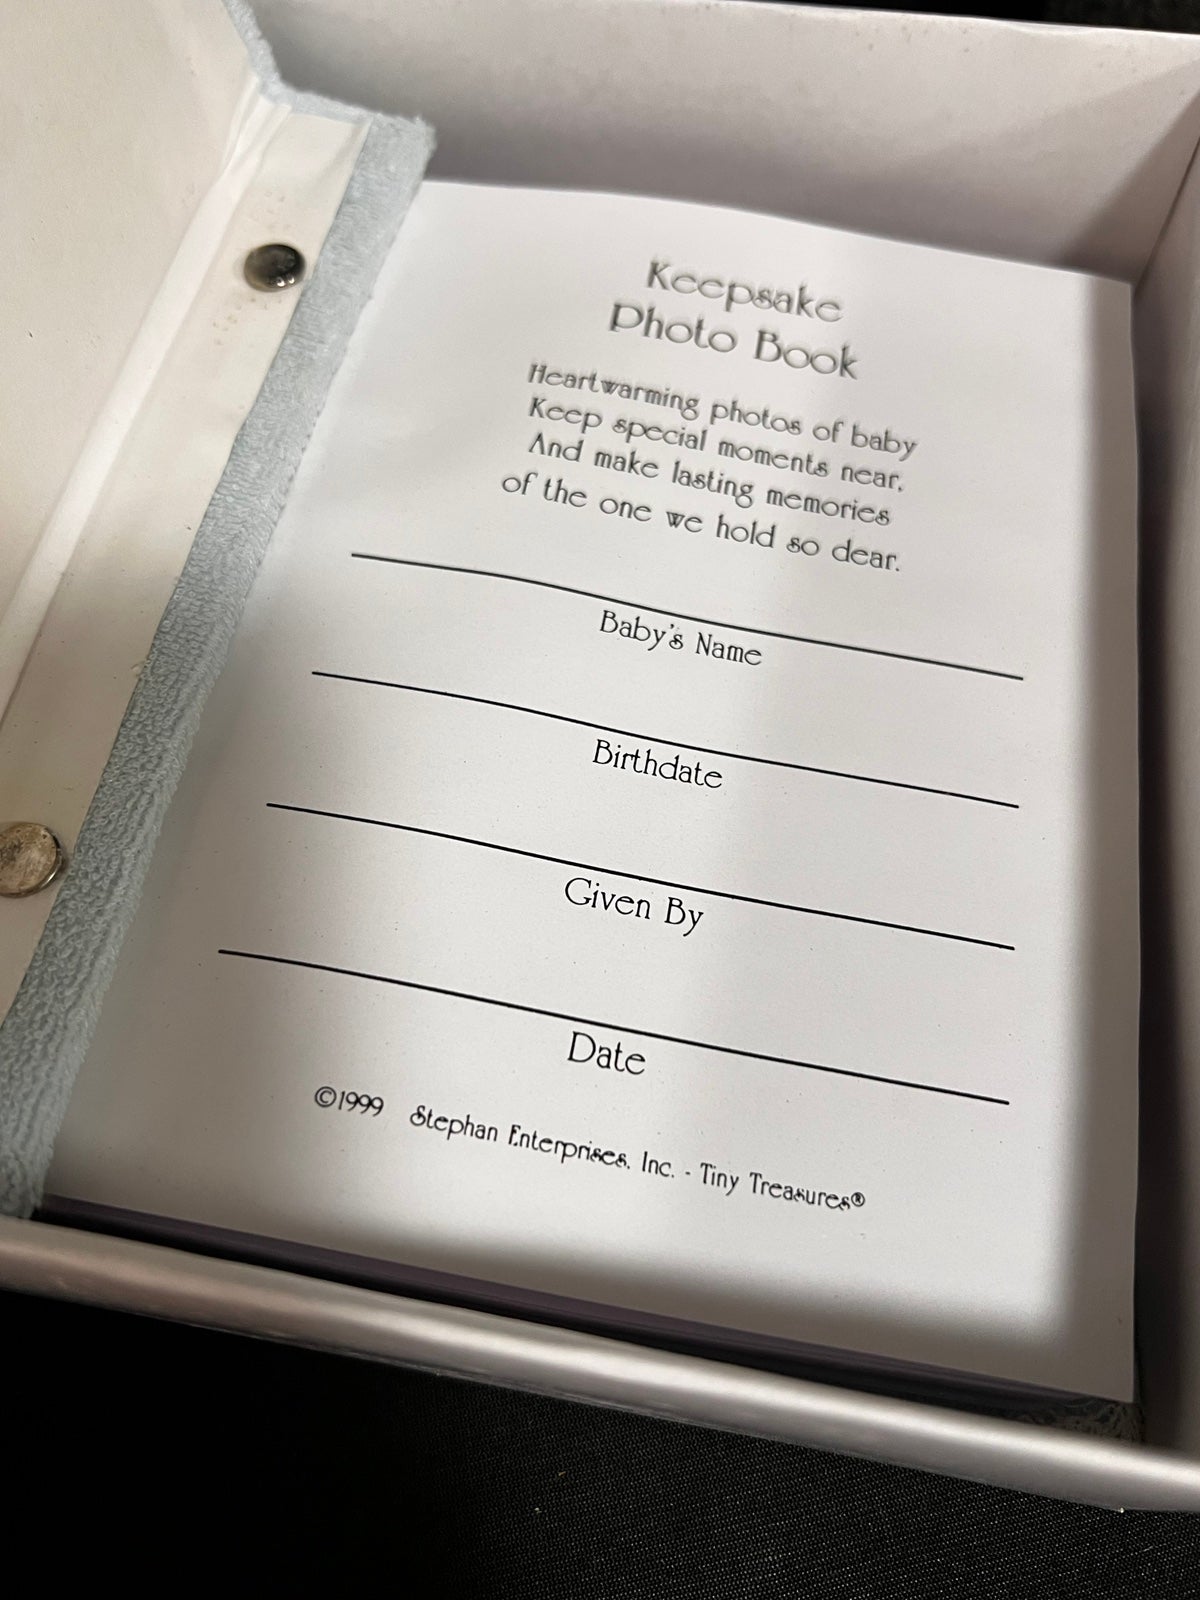 Keepsake
Photo Book
Heartwarming photos of baby
Keep special moments near,
And make lasting memories
of the one we hold so dear.
Baby's Name
Birthdate
Given By
Date
©1999 Stephan Enterprises, Inc. - Tiny Treasures®